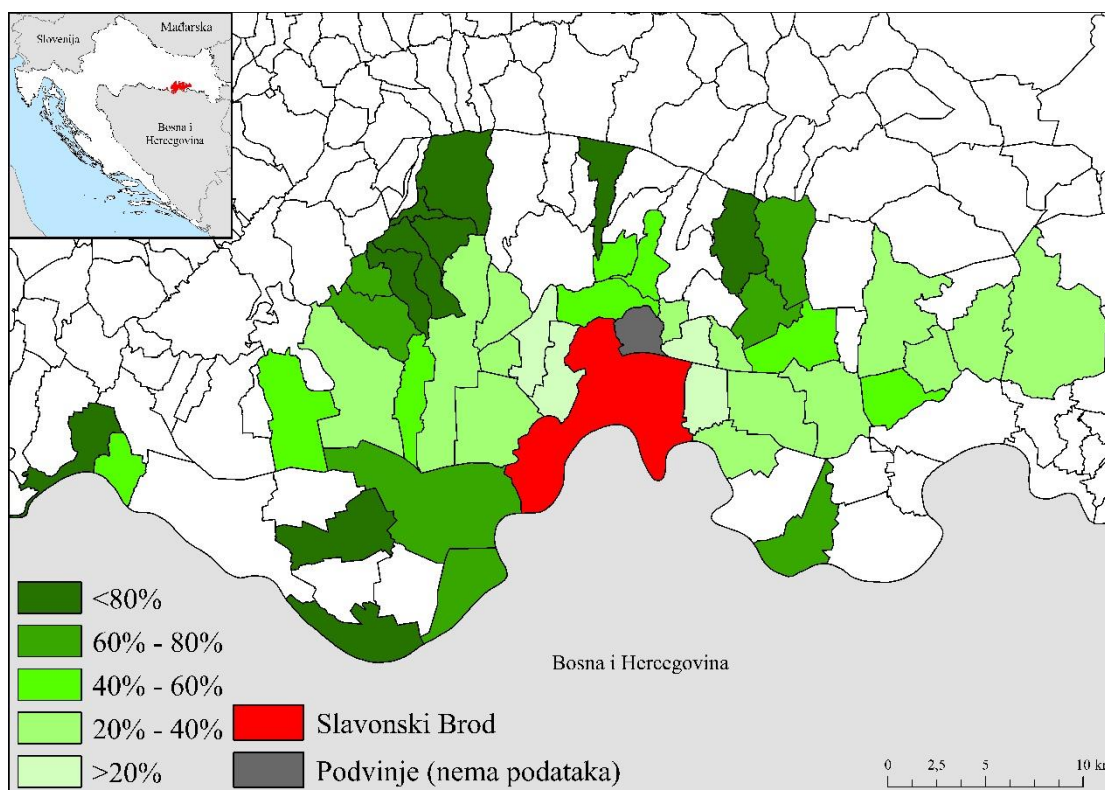 Mađarska
Slovenija
Bosna i
Hercegovina
Bosna i Hercegovina
<80%
60% - 80%
40% - 60%
20% - 40%
>20%
Slavonski Brod
Podvinje (nema podataka)
0 2,5 5 10 km